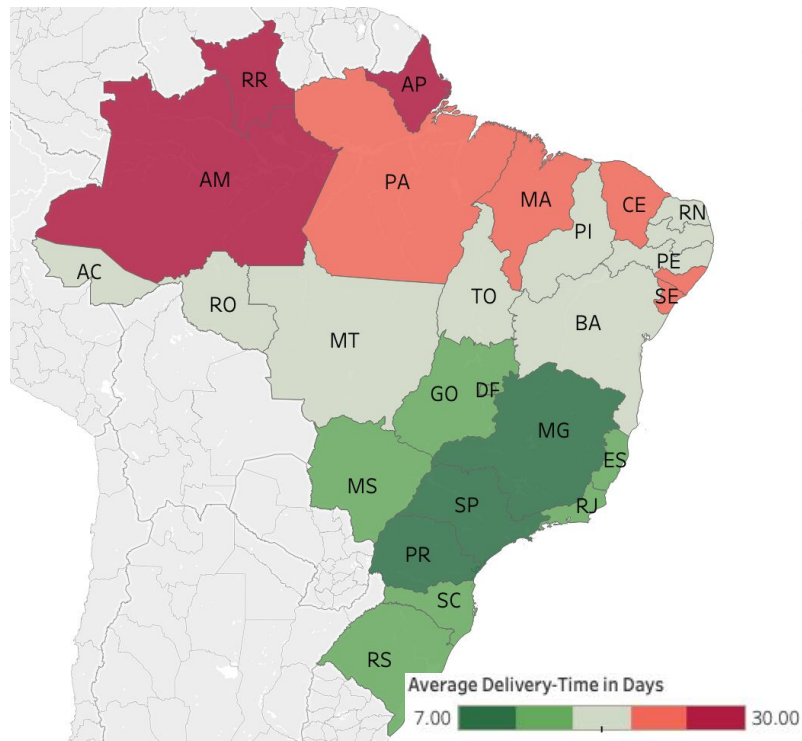 RR
AP
AM
PA
MA
CE
RN
PI
PE
AC
SE
RO
TO
BA
MT
GO
DF
MG
ES
MS
SP
RJ
PR
SC
RS
Average Delivery-Time in Days
7.00
30.00